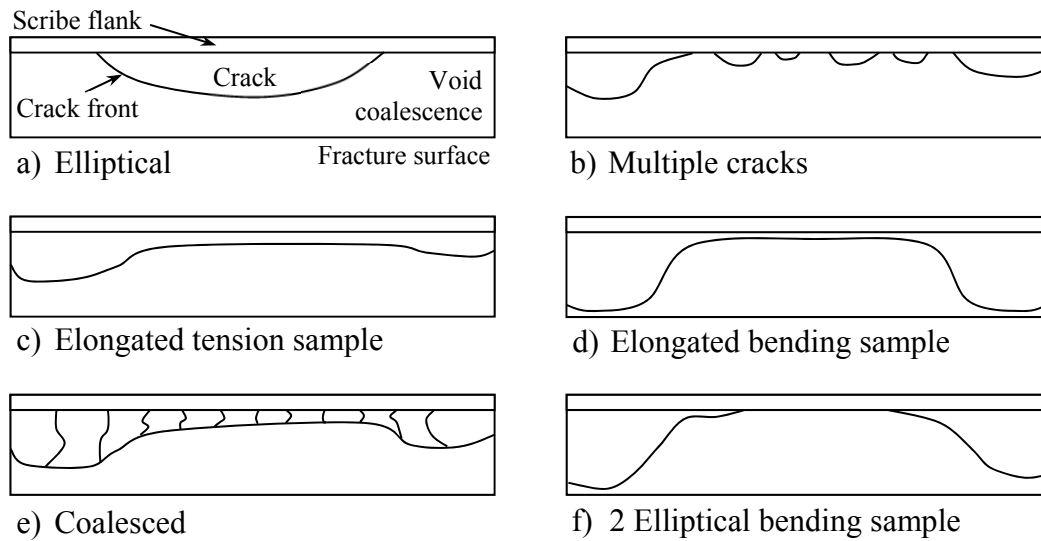 Scribe flank
Crack
Void
coalescence
Crack front
Fracture surface
a) Elliptical
b) Multiple cracks
c) Elongated tension sample
d) Elongated bending sample
e) Coalesced
f) 2 Elliptical bending sample